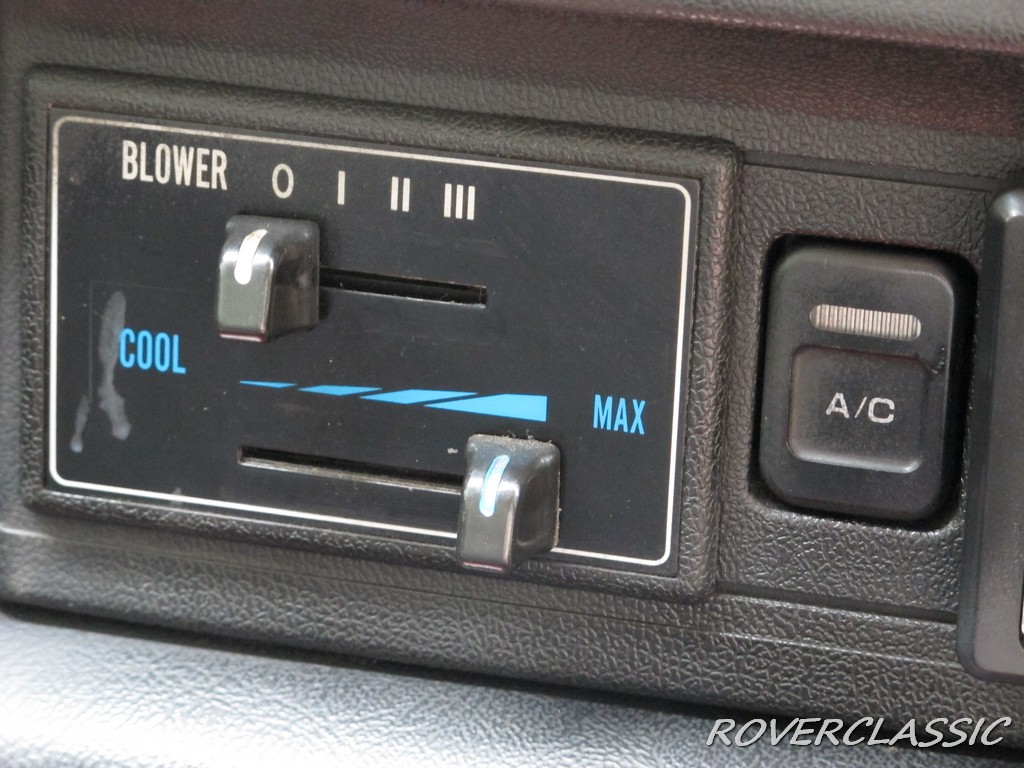 BLOWER O I II III
COOL
MAX
A/C
ROVERCLASSIC